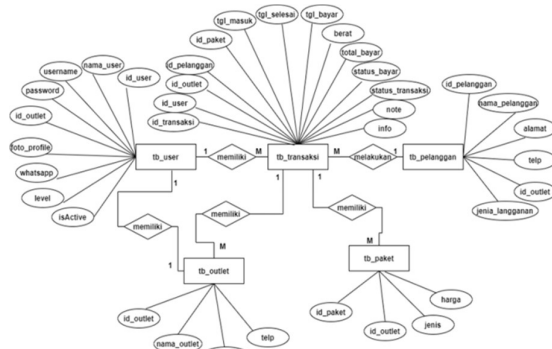 tgl_masuk
tgl_selesai
tgl_bayar
id_paket
berat
id_pelanggan
total_bayar
id_outlet
status_bayar
id_user
status_transaksi
id_transaksi
note
info
nama_user
username
id_user
password
id_outlet
foto_profile
whatsapp
level
isActive
id_pelanggan
nama_pelanggan
alamat
telp
id_outlet
jenia_langganan
tb_user
1
memiliki
M
tb_transaksi
M
melakukan
1
tb_pelanggan
1
1
1
memiliki
memiliki
memiliki
1
M
M
tb_outlet
tb_paket
id_outlet
nama_outlet
telp
id_paket
id_outlet
jenis
harga